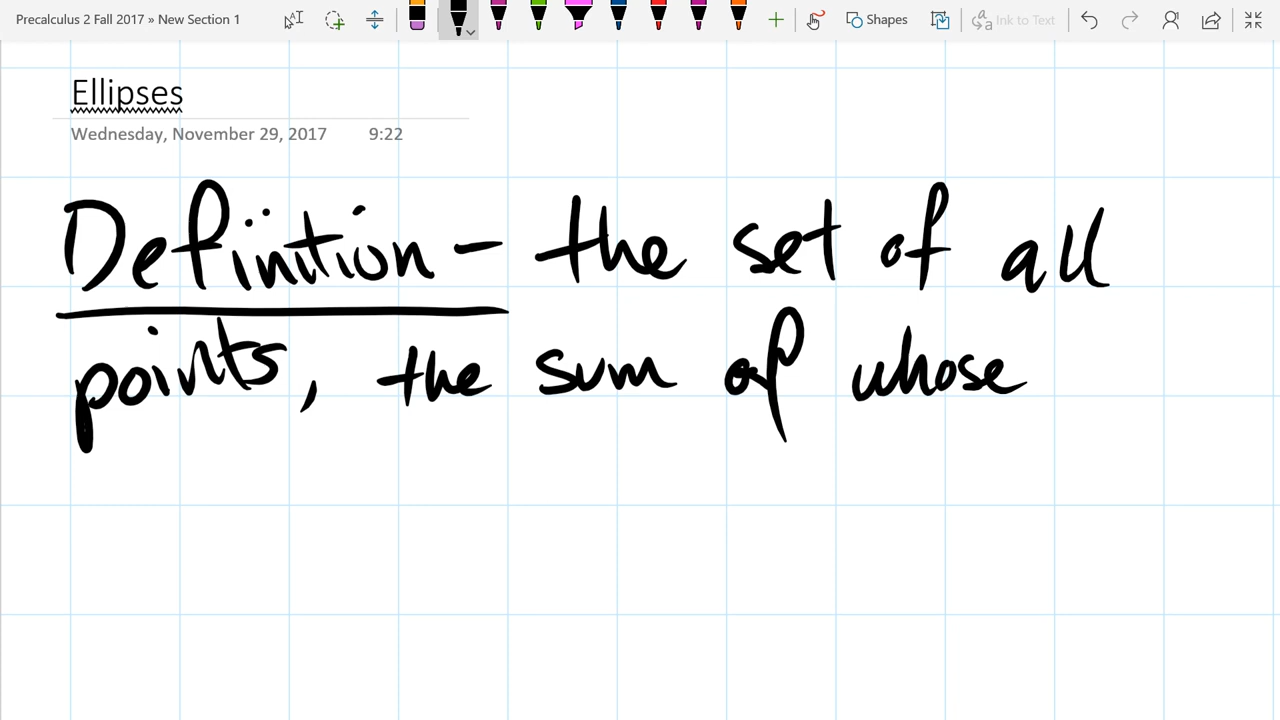 Precalculus 2 Fall 2017 » New Section 1
Shapes
Ink to Text
Ellipses
Wednesday, November 29, 2017 9:22
Definition – the set of all
points, the sum of whose